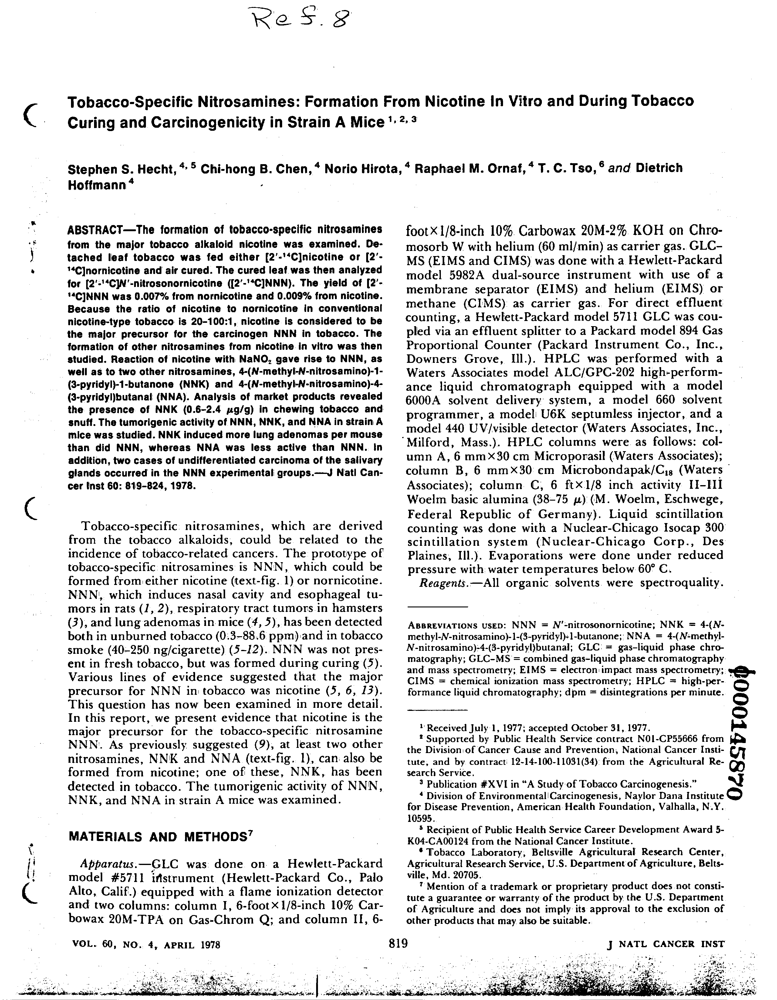 Ref. 8
Tobacco-Specific Nitrosamines: Formation From Nicotine In Vitro and During Tobacco
Curing and Carcinogenicity in Strain A Mice 1, 2, 3
Stephen S. Hecht, 4, 5 Chi-hong B. Chen, 4 Norio Hirota, 4 Raphael M. Ornaf, 4 T. C. Tso, 6 and Dietrich
Hoffmann 4
ABSTRACT—The formation of tobacco-specific nitrosamines
from the major tobacco alkaloid nicotine was examined. De-
tached leaf tobacco was fed either [2'-14C]nicotine or [2'-
14C]nornicotine and air cured. The cured leaf was then analyzed
for [2'-14C]N'-nitrosonornicotine ([2'-14C]NNN). The yield of [2'-
14C]NNN was 0.007% from nornicotine and 0.009% from nicotine.
Because the ratio of nicotine to nornicotine in conventional
nicotine-type tobacco is 20-100:1, nicotine is considered to be
the major precursor for the carcinogen NNN in tobacco. The
formation of other nitrosamines from nicotine in vitro was then
studied. Reaction of nicotine with NaNO2 gave rise to NNN, as
well as to two other nitrosamines, 4-(N-methyl-N-nitrosamino)-1-
(3-pyridyl)-1-butanone (NNK) and 4-(N-methyl-N-nitrosamino)-4-
(3-pyridyl)butanal (NNA). Analysis of market products revealed
the presence of NNK (0.6-2.4 µg/g) in chewing tobacco and
snuff. The tumorigenic activity of NNN, NNK, and NNA in strain A
mice was studied. NNK induced more lung adenomas per mouse
than did NNN, whereas NNA was less active than NNN. In
addition, two cases of undifferentiated carcinoma of the salivary
glands occurred in the NNN experimental groups.—J Natl Can-
cer Inst 60: 819-824, 1978.
Tobacco-specific nitrosamines, which are derived
from the tobacco alkaloids, could be related to the
incidence of tobacco-related cancers. The prototype of
tobacco-specific nitrosamines is NNN, which could be
formed from either nicotine (text-fig. 1) or nornicotine.
NNN, which induces nasal cavity and esophageal tu-
mors in rats (1, 2), respiratory tract tumors in hamsters
(3), and lung adenomas in mice (4, 5), has been detected
both in unburned tobacco (0.3-88.6 ppm) and in tobacco
smoke (40-250 ng/cigarette) (5-12). NNN was not pres-
ent in fresh tobacco, but was formed during curing (5).
Various lines of evidence suggested that the major
precursor for NNN in tobacco was nicotine (5, 6, 13).
This question has now been examined in more detail.
In this report, we present evidence that nicotine is the
major precursor for the tobacco-specific nitrosamine
NNN. As previously suggested (9), at least two other
nitrosamines, NNK and NNA (text-fig. 1), can also be
formed from nicotine; one of these, NNK, has been
detected in tobacco. The tumorigenic activity of NNN,
NNK, and NNA in strain A mice was examined.
MATERIALS AND METHODS7
Apparatus.—GLC was done on a Hewlett-Packard
model #5711 instrument (Hewlett-Packard Co., Palo
Alto, Calif.) equipped with a flame ionization detector
and two columns: column I, 6-foot×1/8-inch 10% Car-
bowax 20M-TPA on Gas-Chrom Q; and column II, 6-
foot×1/8-inch 10% Carbowax 20M-2% KOH on Chro-
mosorb W with helium (60 ml/min) as carrier gas. GLC-
MS (EIMS and CIMS) was done with a Hewlett-Packard
model 5982A dual-source instrument with use of a
membrane separator (EIMS) and helium (EIMS) or
methane (CIMS) as carrier gas. For direct effluent
counting, a Hewlett-Packard model 5711 GLC was cou-
pled via an effluent splitter to a Packard model 894 Gas
Proportional Counter (Packard Instrument Co., Inc.,
Downers Grove, Ill.). HPLC was performed with a
Waters Associates model ALC/GPC-202 high-perform-
ance liquid chromatograph equipped with a model
6000A solvent delivery system, a model 660 solvent
programmer, a model U6K septumless injector, and a
model 440 UV/visible detector (Waters Associates, Inc.,
Milford, Mass.). HPLC columns were as follows: col-
umn A, 6 mm×30 cm Microporasil (Waters Associates);
column B, 6 mm×30 cm Microbondapak/C18 (Waters
Associates); column C, 6 ft×1/8 inch activity II-III
Woelm basic alumina (38-75 µ) (M. Woelm, Eschwege,
Federal Republic of Germany). Liquid scintillation
counting was done with a Nuclear-Chicago Isocap 300
scintillation system (Nuclear-Chicago Corp., Des
Plaines, Ill.). Evaporations were done under reduced
pressure with water temperatures below 60° C.
Reagents.—All organic solvents were spectroquality.
ABBREVIATIONS USED: NNN = N'-nitrosonornicotine; NNK = 4-(N-
methyl-N-nitrosamino)-1-(3-pyridyl)-1-butanone; NNA = 4-(N-methyl-
N-nitrosamino)-4-(3-pyridyl)butanal; GLC = gas-liquid phase chro-
matography; GLC-MS = combined gas-liquid phase chromatography
and mass spectrometry; EIMS = electron impact mass spectrometry;
CIMS = chemical ionization mass spectrometry; HPLC = high-per-
formance liquid chromatography; dpm = disintegrations per minute.
1 Received July 1, 1977; accepted October 31, 1977.
2 Supported by Public Health Service contract N01-CP55666 from
the Division of Cancer Cause and Prevention, National Cancer Insti-
tute, and by contract 12-14-100-11031(34) from the Agricultural Re-
search Service.
3 Publication #XVI in "A Study of Tobacco Carcinogenesis."
4 Division of Environmental Carcinogenesis, Naylor Dana Institute
for Disease Prevention, American Health Foundation, Valhalla, N.Y.
10595.
5 Recipient of Public Health Service Career Development Award 5-
K04-CA00124 from the National Cancer Institute.
6 Tobacco Laboratory, Beltsville Agricultural Research Center,
Agricultural Research Service, U.S. Department of Agriculture, Belts-
ville, Md. 20705.
7 Mention of a trademark or proprietary product does not consti-
tute a guarantee or warranty of the product by the U.S. Department
of Agriculture and does not imply its approval to the exclusion of
other products that may also be suitable.
VOL. 60, NO. 4, APRIL 1978
819
J NATL CANCER INST